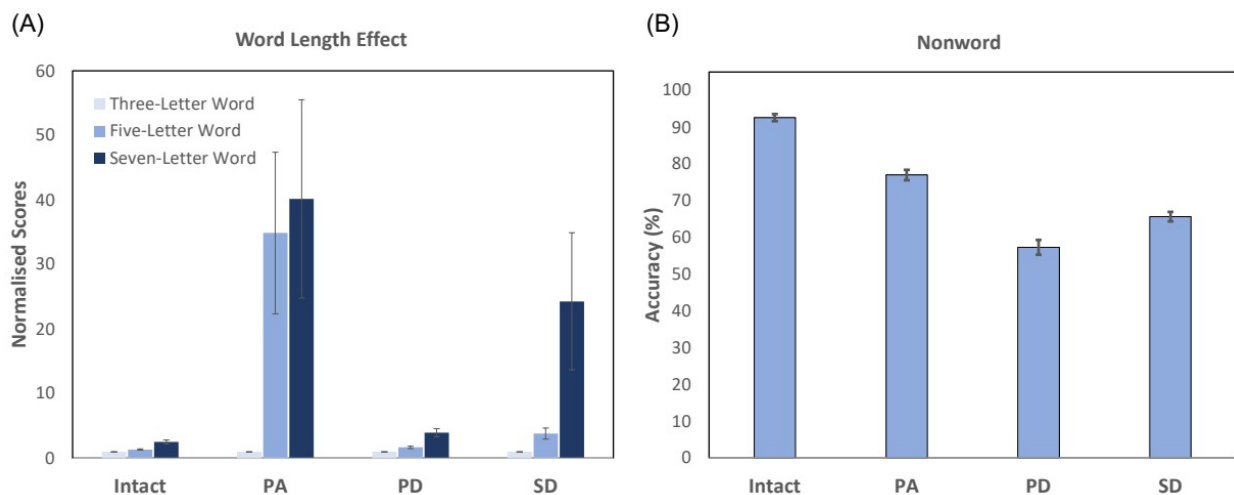 (A)
Word Length Effect
60
50
40
30
20
10
0
Normalised Scores
Three-Letter Word
Five-Letter Word
Seven-Letter Word
Intact PA PD SD
(B)
Nonword
100
90
80
70
60
50
40
30
20
10
0
Accuracy (%)
Intact PA PD SD